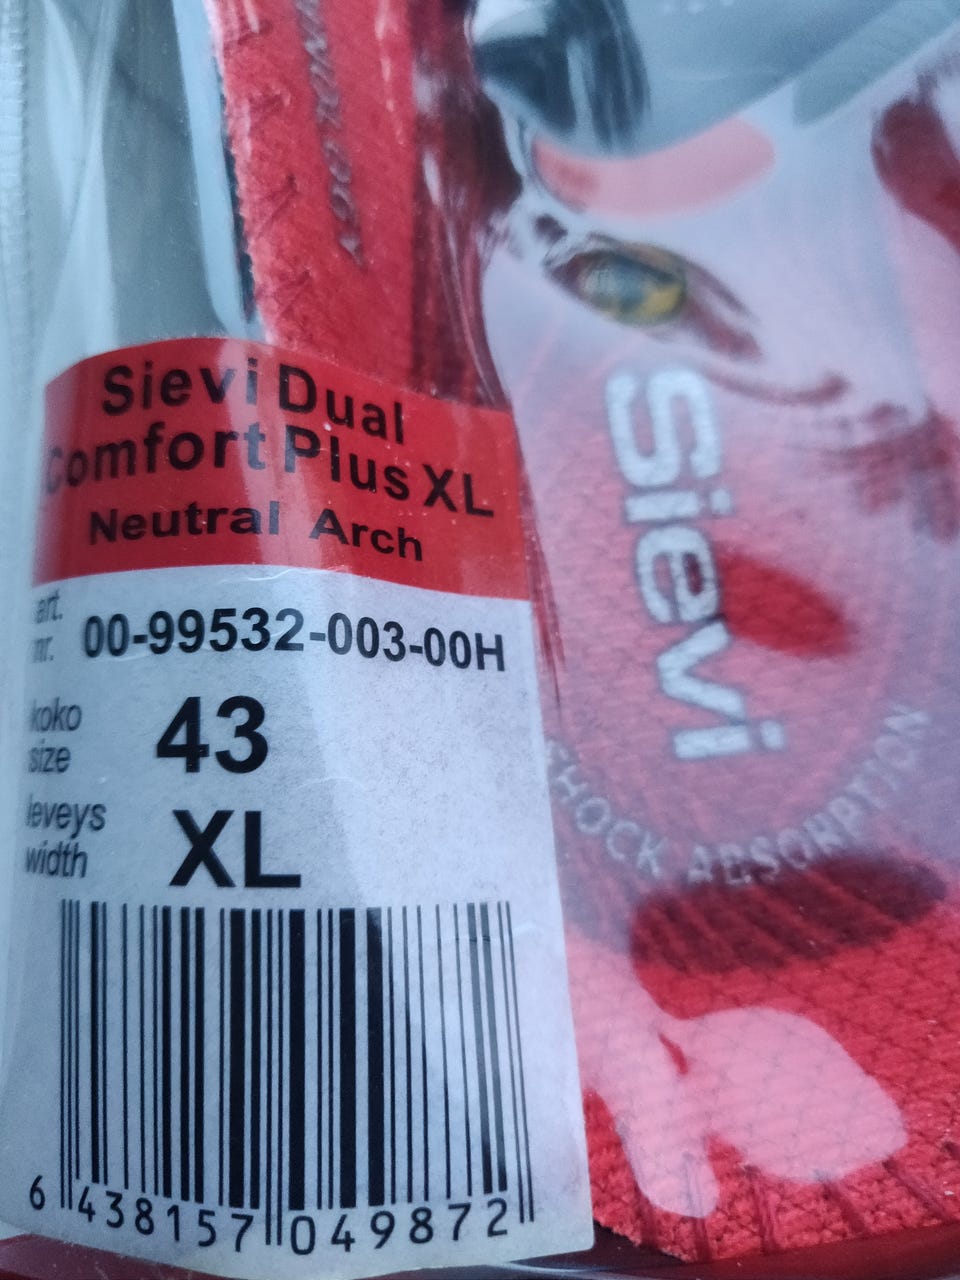 Sievi Dual
Comfort Plus XL
Neutral Arch
art.
nr. 00-99532-003-00H
koko
size 43
leveys
width XL
6 438157 049872
Sievi
SHOCK ABSORPTION